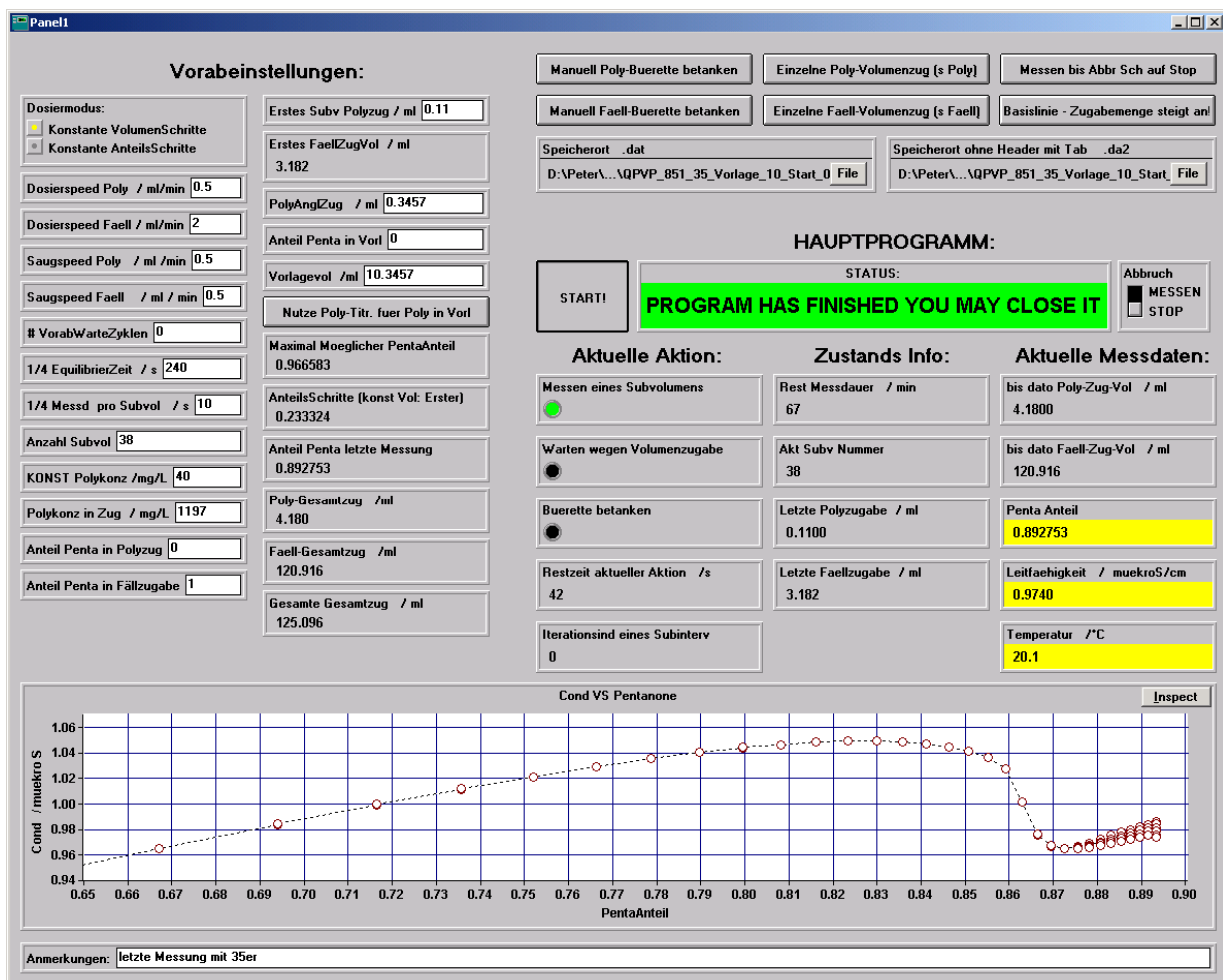 Panel1
Vorabeinstellungen:
Dosiermodus:
Konstante VolumenSchritte
Konstante AnteilsSchritte
Dosierspeed Poly / ml/min 0.5
Dosierspeed Faell / ml/min 2
Saugspeed Poly / ml /min 0.5
Saugspeed Faell / ml / min 0.5
# VorabWarteZyklen 0
1/4 EquilibrierZeit / s 240
1/4 Messd pro Subvol / s 10
Anzahl Subvol 38
KONST Polykonz /mg/L 40
Polykonz in Zug / mg/L 1197
Anteil Penta in Polyzug 0
Anteil Penta in Fällzugabe 1
Erstes Subv Polyzug / ml 0.11
Erstes FaellZugVol / ml
3.182
PolyAnglZug / ml 0.3457
Anteil Penta in Vorl 0
Vorlagevol /ml 10.3457
Nutze Poly-Titr. fuer Poly in Vorl
Maximal Moeglicher PentaAnteil
0.966583
AnteilsSchritte (konst Vol: Erster)
0.233324
Anteil Penta letzte Messung
0.892753
Poly-Gesamtzug /ml
4.180
Faell-Gesamtzug /ml
120.916
Gesamte Gesamtzug / ml
125.096
Manuell Poly-Buerette betanken
Einzelne Poly-Volumenzug (s Poly)
Messen bis Abbr Sch auf Stop
Manuell Faell-Buerette betanken
Einzelne Faell-Volumenzug (s Faell)
Basislinie - Zugabemenge steigt an!
Speicherort .dat
D:\Peter\...\QPVP_851_35_Vorlage_10_Start_0 File
Speicherort ohne Header mit Tab .da2
D:\Peter\...\QPVP_851_35_Vorlage_10_Start_ File
HAUPTPROGRAMM:
START!
STATUS:
PROGRAM HAS FINISHED YOU MAY CLOSE IT
Abbruch
MESSEN
STOP
Aktuelle Aktion:
Messen eines Subvolumens
Warten wegen Volumenzugabe
Buerette betanken
Restzeit aktueller Aktion /s
42
Iterationsind eines Subinterv
0
Zustands Info:
Rest Messdauer / min
67
Akt Subv Nummer
38
Letzte Polyzugabe / ml
0.1100
Letzte Faellzugabe / ml
3.182
Aktuelle Messdaten:
bis dato Poly-Zug-Vol / ml
4.1800
bis dato Faell-Zug-Vol / ml
120.916
Penta Anteil
0.892753
Leitfaehigkeit / muekroS/cm
0.9740
Temperatur /°C
20.1
Cond VS Pentanone
Inspect
Cond / muekro S
1.06
1.04
1.02
1.00
0.98
0.96
0.94
0.65 0.66 0.67 0.68 0.69 0.70 0.71 0.72 0.73 0.74 0.75 0.76 0.77 0.78 0.79 0.80 0.81 0.82 0.83 0.84 0.85 0.86 0.87 0.88 0.89 0.90
PentaAnteil
Anmerkungen: letzte Messung mit 35er